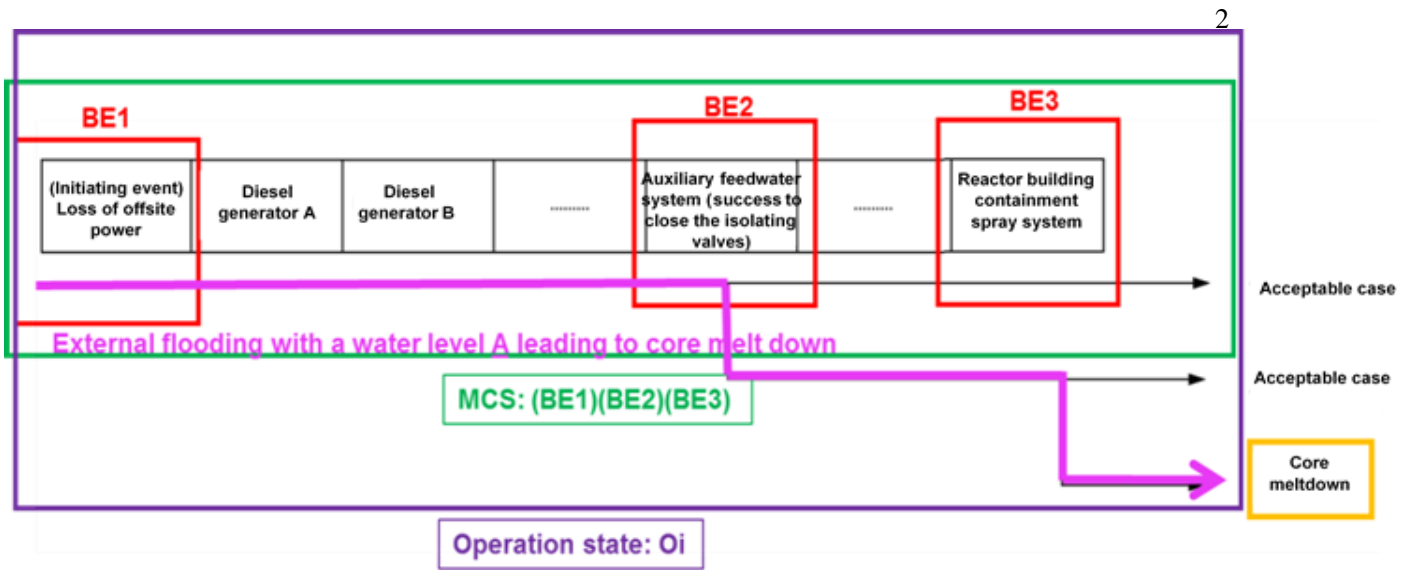 2
BE1
BE2
BE3
(Initiating event)
Loss of offsite
power
Diesel
generator A
Diesel
generator B
.........
Auxiliary feedwater
system (success to
close the isolating
valves)
.........
Reactor building
containment
spray system
Acceptable case
External flooding with a water level A leading to core melt down
Acceptable case
MCS: (BE1)(BE2)(BE3)
Core
meltdown
Operation state: Oi